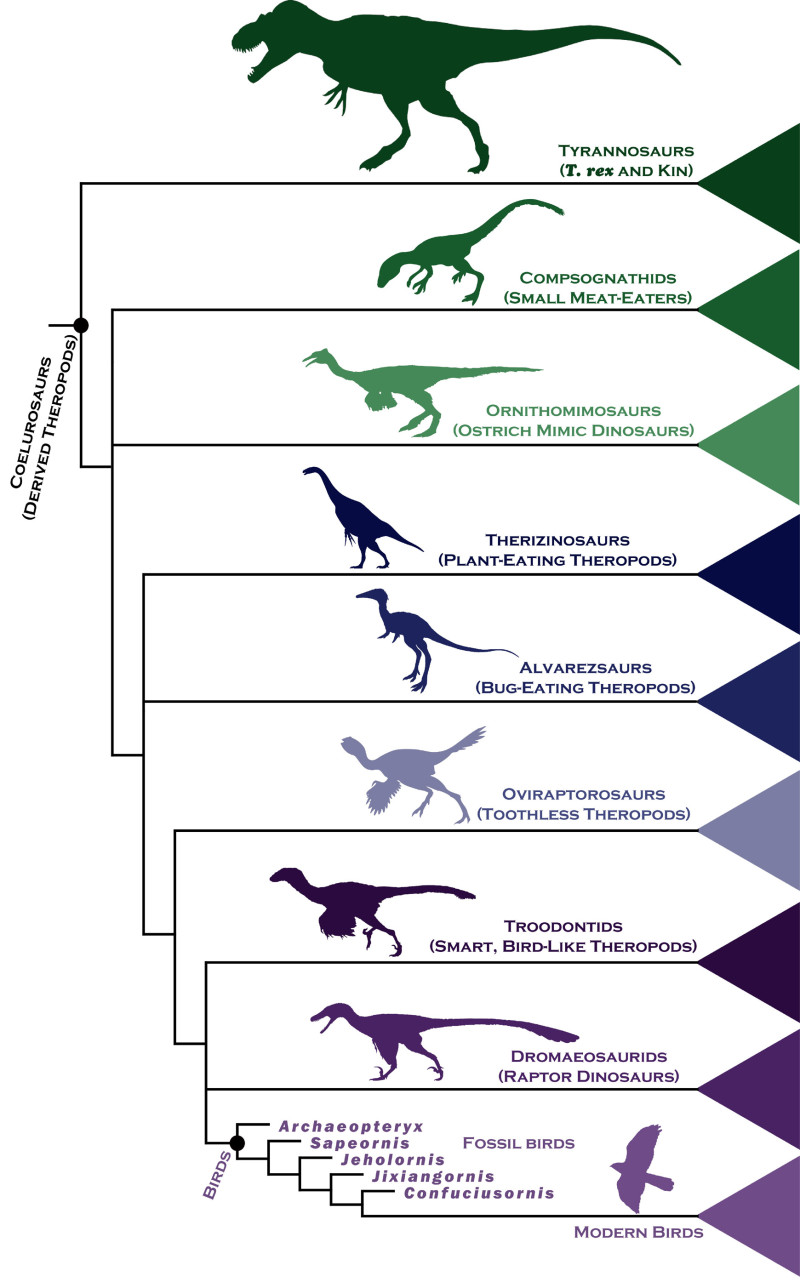 Tyrannosaurs
(T. rex and Kin)
Compsognathids
(Small Meat-Eaters)
Coelurosaurs
(Derived Theropods)
Ornithomimosaurs
(Ostrich Mimic Dinosaurs)
Therizinosaurs
(Plant-Eating Theropods)
Alvarezsaurs
(Bug-Eating Theropods)
Oviraptorosaurs
(Toothless Theropods)
Troodontids
(Smart, Bird-Like Theropods)
Dromaeosaurids
(Raptor Dinosaurs)
Birds
Archaeopteryx
Sapeornis
Fossil birds
Jeholornis
Jixiangornis
Confuciusornis
Modern Birds